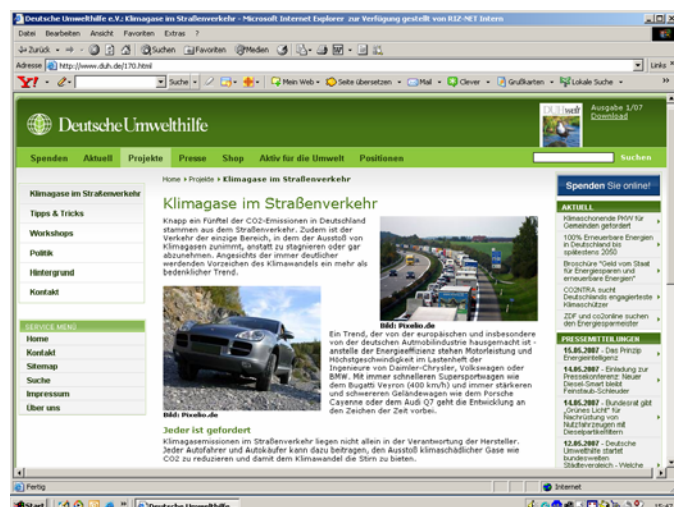 Deutsche Umwelthilfe e.V.: Klimagase im Straßenverkehr - Microsoft Internet Explorer zur Verfügung gestellt von RIZ-NET Intern
Datei Bearbeiten Ansicht Favoriten Extras ?
Zurück Suchen Favoriten Medien
Adresse http://www.duh.de/170.html Links
Y! Suche Mein Web Seite übersetzen Mail Clever Grußkarten Lokale Suche
Deutsche Umwelthilfe
DUH welt
Ausgabe 1/07
Download
Spenden Aktuell Projekte Presse Shop Aktiv für die Umwelt Positionen Suchen
Klimagase im Straßenverkehr
Tipps & Tricks
Workshops
Politik
Hintergrund
Kontakt
SERVICE MENÜ
Home
Kontakt
Sitemap
Suche
Impressum
Über uns
Home Projekte Klimagase im Straßenverkehr
Klimagase im Straßenverkehr
Knapp ein Fünftel der CO2-Emissionen in Deutschland
stammen aus dem Straßenverkehr. Zudem ist der
Verkehr der einzige Bereich, in dem der Ausstoß von
Klimagasen zunimmt, anstatt zu stagnieren oder gar
abzunehmen. Angesichts der immer deutlicher
werdenden Vorzeichen des Klimawandels ein mehr als
bedenklicher Trend.
Bild: Pixelio.de
Ein Trend, der von der europäischen und insbesondere
von der deutschen Automobilindustrie hausgemacht ist -
anstelle der Energieeffizienz stehen Motorleistung und
Höchstgeschwindigkeit im Lastenheft der
Ingenieure von Daimler-Chrysler, Volkswagen oder
BMW. Mit immer schnelleren Supersportwagen wie
dem Bugatti Veyron (400 km/h) und immer stärkeren
und schwereren Geländewagen wie dem Porsche
Cayenne oder dem Audi Q7 geht die Entwicklung an
den Zeichen der Zeit vorbei.
Bild: Pixelio.de
Jeder ist gefordert
Klimagasemissionen im Straßenverkehr liegen nicht allein in der Verantwortung der Hersteller.
Jeder Autofahrer und Autokäufer kann dazu beitragen, den Ausstoß klimaschädlicher Gase wie
CO2 zu reduzieren und damit dem Klimawandel die Stirn zu bieten.
Spenden Sie online!
AKTUELL
Klimaschonende PKW für
Gemeinden gefordert
100% Erneuerbare Energien
in Deutschland bis
spätestens 2050
Broschüre "Geld vom Staat
für Energiesparen und
erneuerbare Energien"
CO2NTRA sucht
Deutschlands engagierteste
Klimaschützer
ZDF und co2online suchen
den Energiesparmeister
PRESSEMITTEILUNGEN
15.05.2007 - Das Prinzip
Energieintelligenz
14.05.2007 - Einladung zur
Pressekonferenz: Neuer
Diesel-Smart bleibt
Feinstaub-Schleuder
14.05.2007 - Bundesrat gibt
„Grünes Licht" für
Nachrüstung von
Nutzfahrzeugen mit
Dieselpartikelfiltern
12.05.2007 - Deutsche
Umwelthilfe startet
bundesweiten
Städtevergleich - Welche
Fertig Internet
Start Deutsche Umwelthilfe 15:47